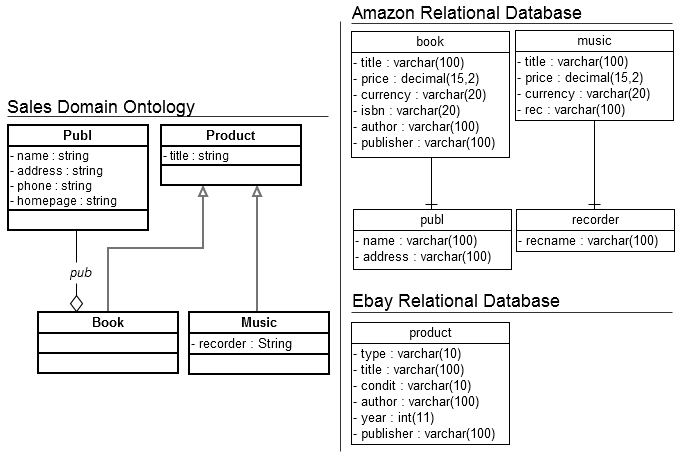 Sales Domain Ontology
Publ
- name : string
- address : string
- phone : string
- homepage : string
Product
- title : string
pub
Book
Music
- recorder : String
Amazon Relational Database
book
- title : varchar(100)
- price : decimal(15,2)
- currency : varchar(20)
- isbn : varchar(20)
- author : varchar(100)
- publisher : varchar(100)
music
- title : varchar(100)
- price : decimal(15,2)
- currency : varchar(20)
- rec : varchar(100)
publ
- name : varchar(100)
- address : varchar(100)
recorder
- recname : varchar(100)
Ebay Relational Database
product
- type : varchar(10)
- title : varchar(100)
- condit : varchar(10)
- author : varchar(100)
- year : int(11)
- publisher : varchar(100)